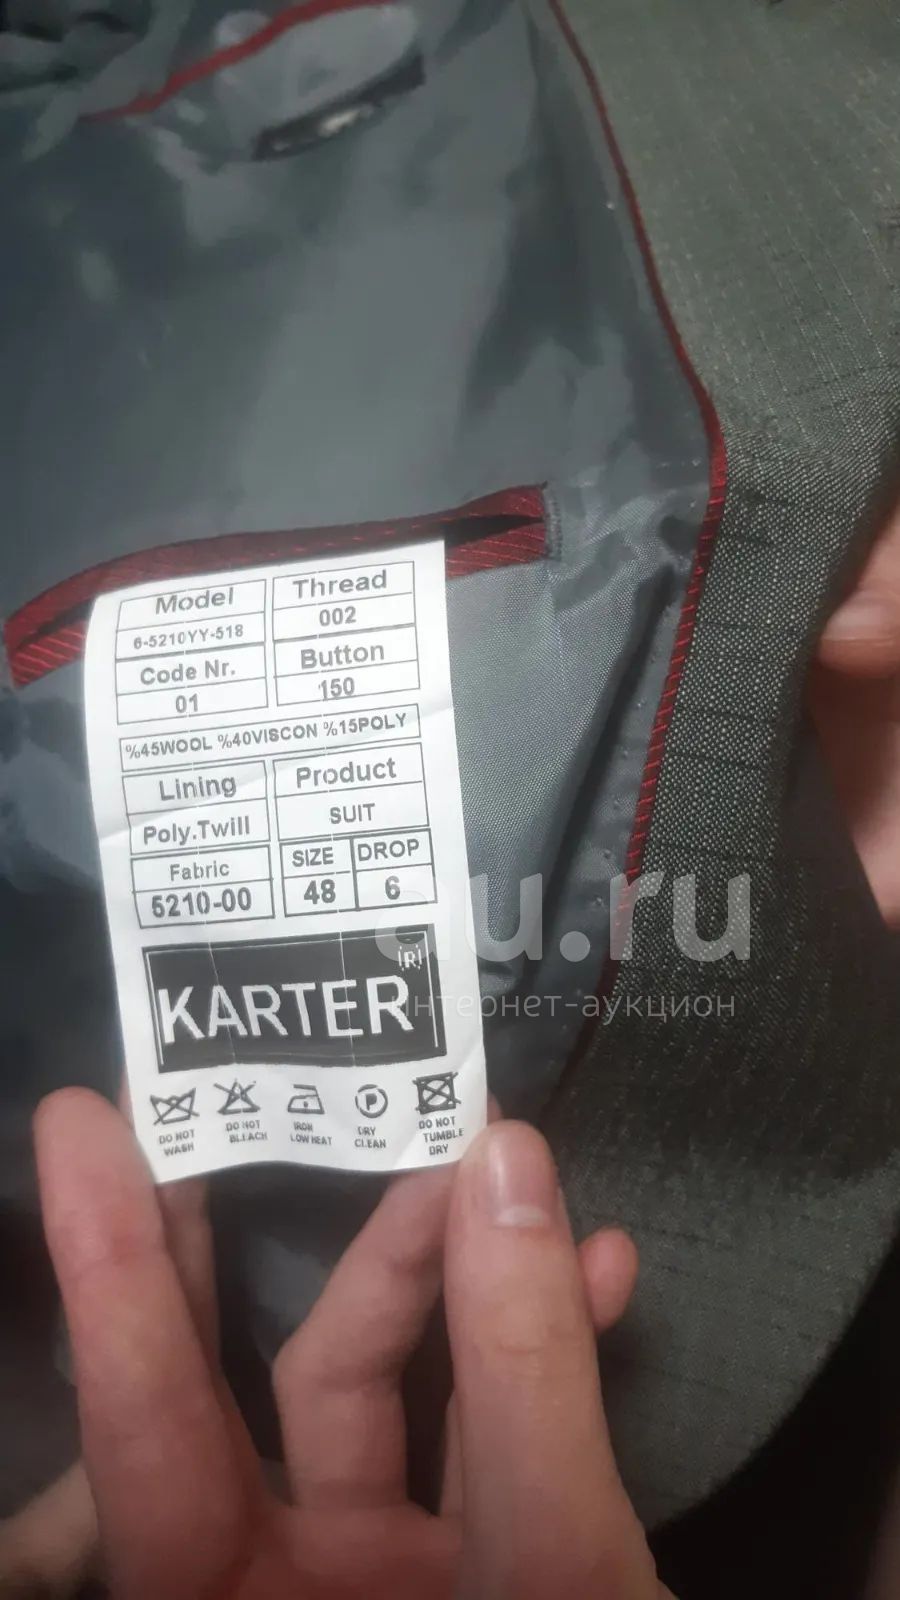 Model
Thread
6-5210YY-518
002
Code Nr.
Button
01
150
%45WOOL %40VISCON %15POLY
Lining
Product
Poly.Twill
SUIT
Fabric
SIZE
DROP
5210-00
48
6
KARTER
(R)
DO NOT
WASH
DO NOT
BLEACH
IRON
LOW HEAT
P
DRY
CLEAN
DO NOT
TUMBLE
DRY
au.ru
интернет-аукцион